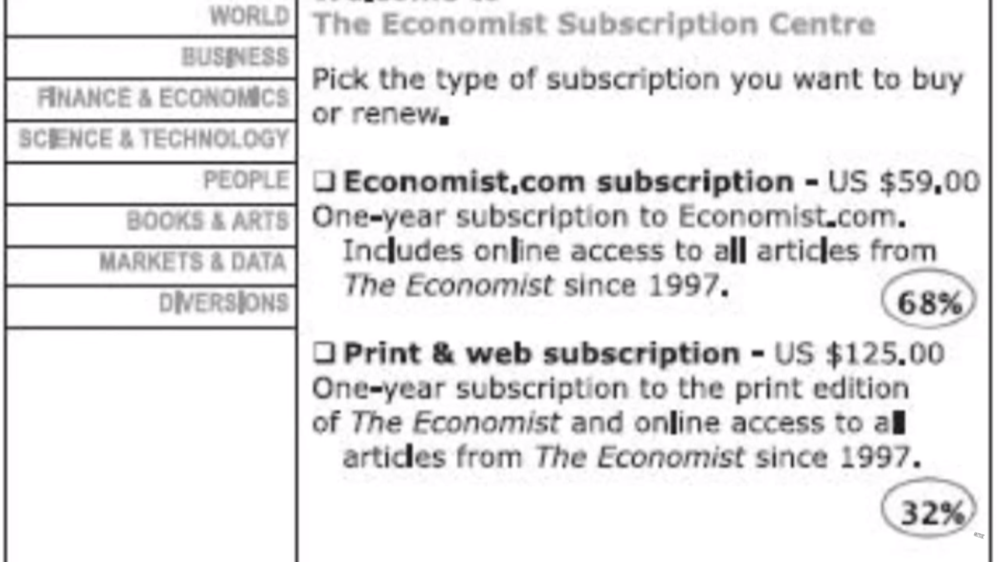 WORLD
BUSINESS
FINANCE & ECONOMICS
SCIENCE & TECHNOLOGY
PEOPLE
BOOKS & ARTS
MARKETS & DATA
DIVERSIONS
The Economist Subscription Centre
Pick the type of subscription you want to buy
or renew.
❑ Economist.com subscription - US $59.00
One-year subscription to Economist.com.
Includes online access to all articles from
The Economist since 1997.
68%
❑ Print & web subscription - US $125.00
One-year subscription to the print edition
of The Economist and online access to all
articles from The Economist since 1997.
32%